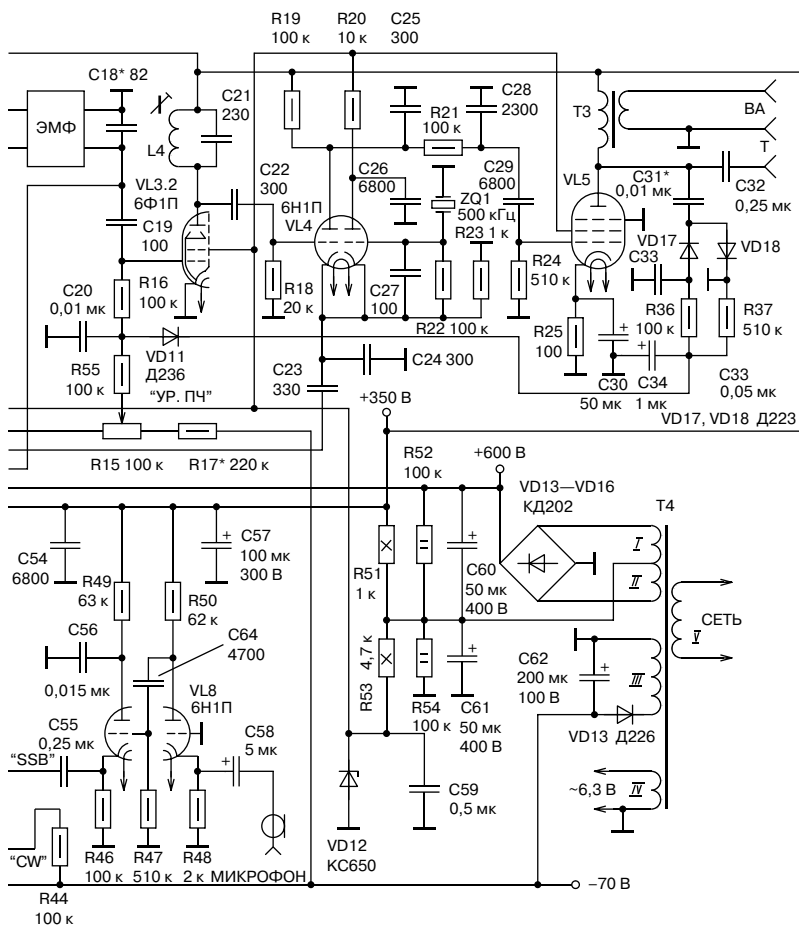 R19
100 к
R20
10 к
C25
300
C18* 82
ЭМФ
C21
230
L4
VL3.2
6Ф1П
C22
300
6Н1П
VL4
C26
6800
R21
100 к
C28
2300
C29
6800
ZQ1
500 кГц
R23 1 к
T3
ВА
Т
VL5
C31*
0,01 мк
C32
0,25 мк
VD17
VD18
C33
C19
100
R16
100 к
C20
0,01 мк
R18
20 к
C27
100
R22 100 к
R24
510 к
R25
100
R36
100 к
R37
510 к
VD11
Д236
R55
100 к
"УР. ПЧ"
C23
330
C24 300
+350 В
C30
50 мк
C34
1 мк
C33
0,05 мк
VD17, VD18 Д223
R15 100 к
R17* 220 к
R52
100 к
+600 В
VD13—VD16
КД202
T4
I
II
III
IV
V
СЕТЬ
C54
6800
R49
63 к
R50
62 к
C57
100 мк
300 В
R51
1 к
C60
50 мк
400 В
C56
0,015 мк
C64
4700
VL8
6Н1П
R53
4,7 к
R54
100 к
C61
50 мк
400 В
C62
200 мк
100 В
VD13 Д226
~6,3 В
C55
0,25 мк
"SSB"
C58
5 мк
C59
0,5 мк
VD12
КС650
"CW"
R46
100 к
R47
510 к
R48
2 к
МИКРОФОН
R44
100 к
–70 В